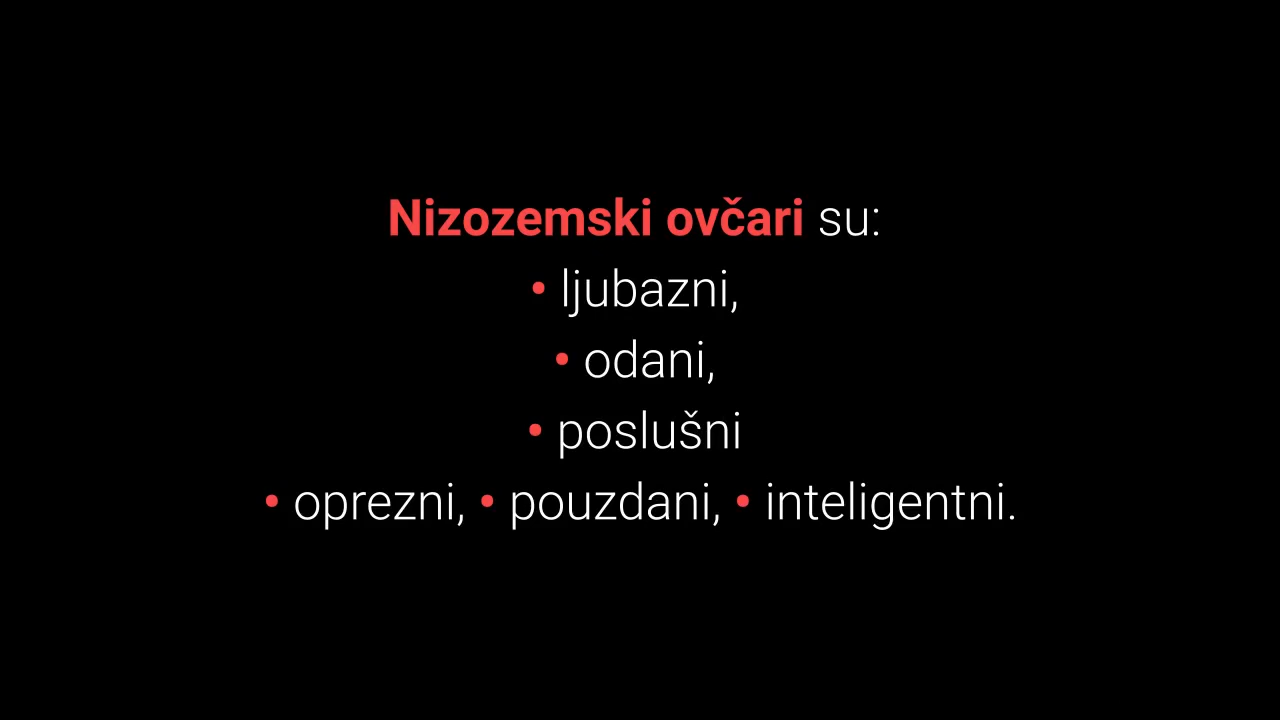 Nizozemski ovčari su:
• ljubazni,
• odani,
• poslušni
• oprezni, • pouzdani, • inteligentni.